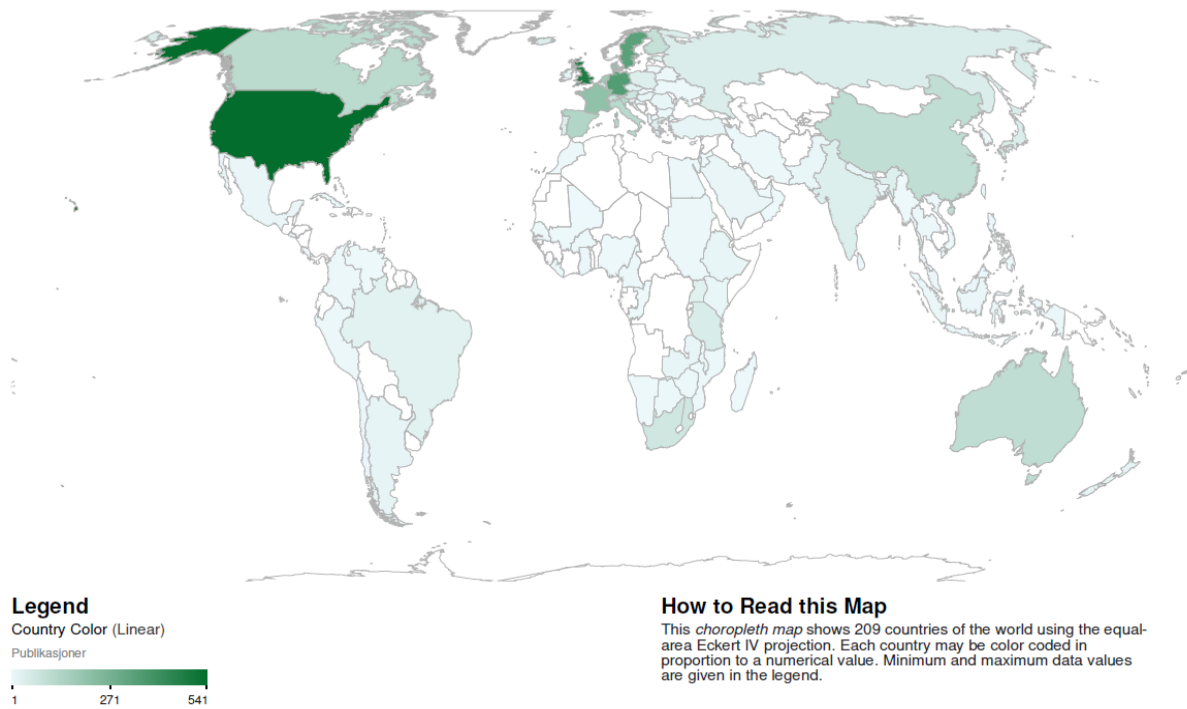 Legend
Country Color (Linear)
Publikasjoner
1 271 541
How to Read this Map
This choropleth map shows 209 countries of the world using the equal-
area Eckert IV projection. Each country may be color coded in
proportion to a numerical value. Minimum and maximum data values
are given in the legend.